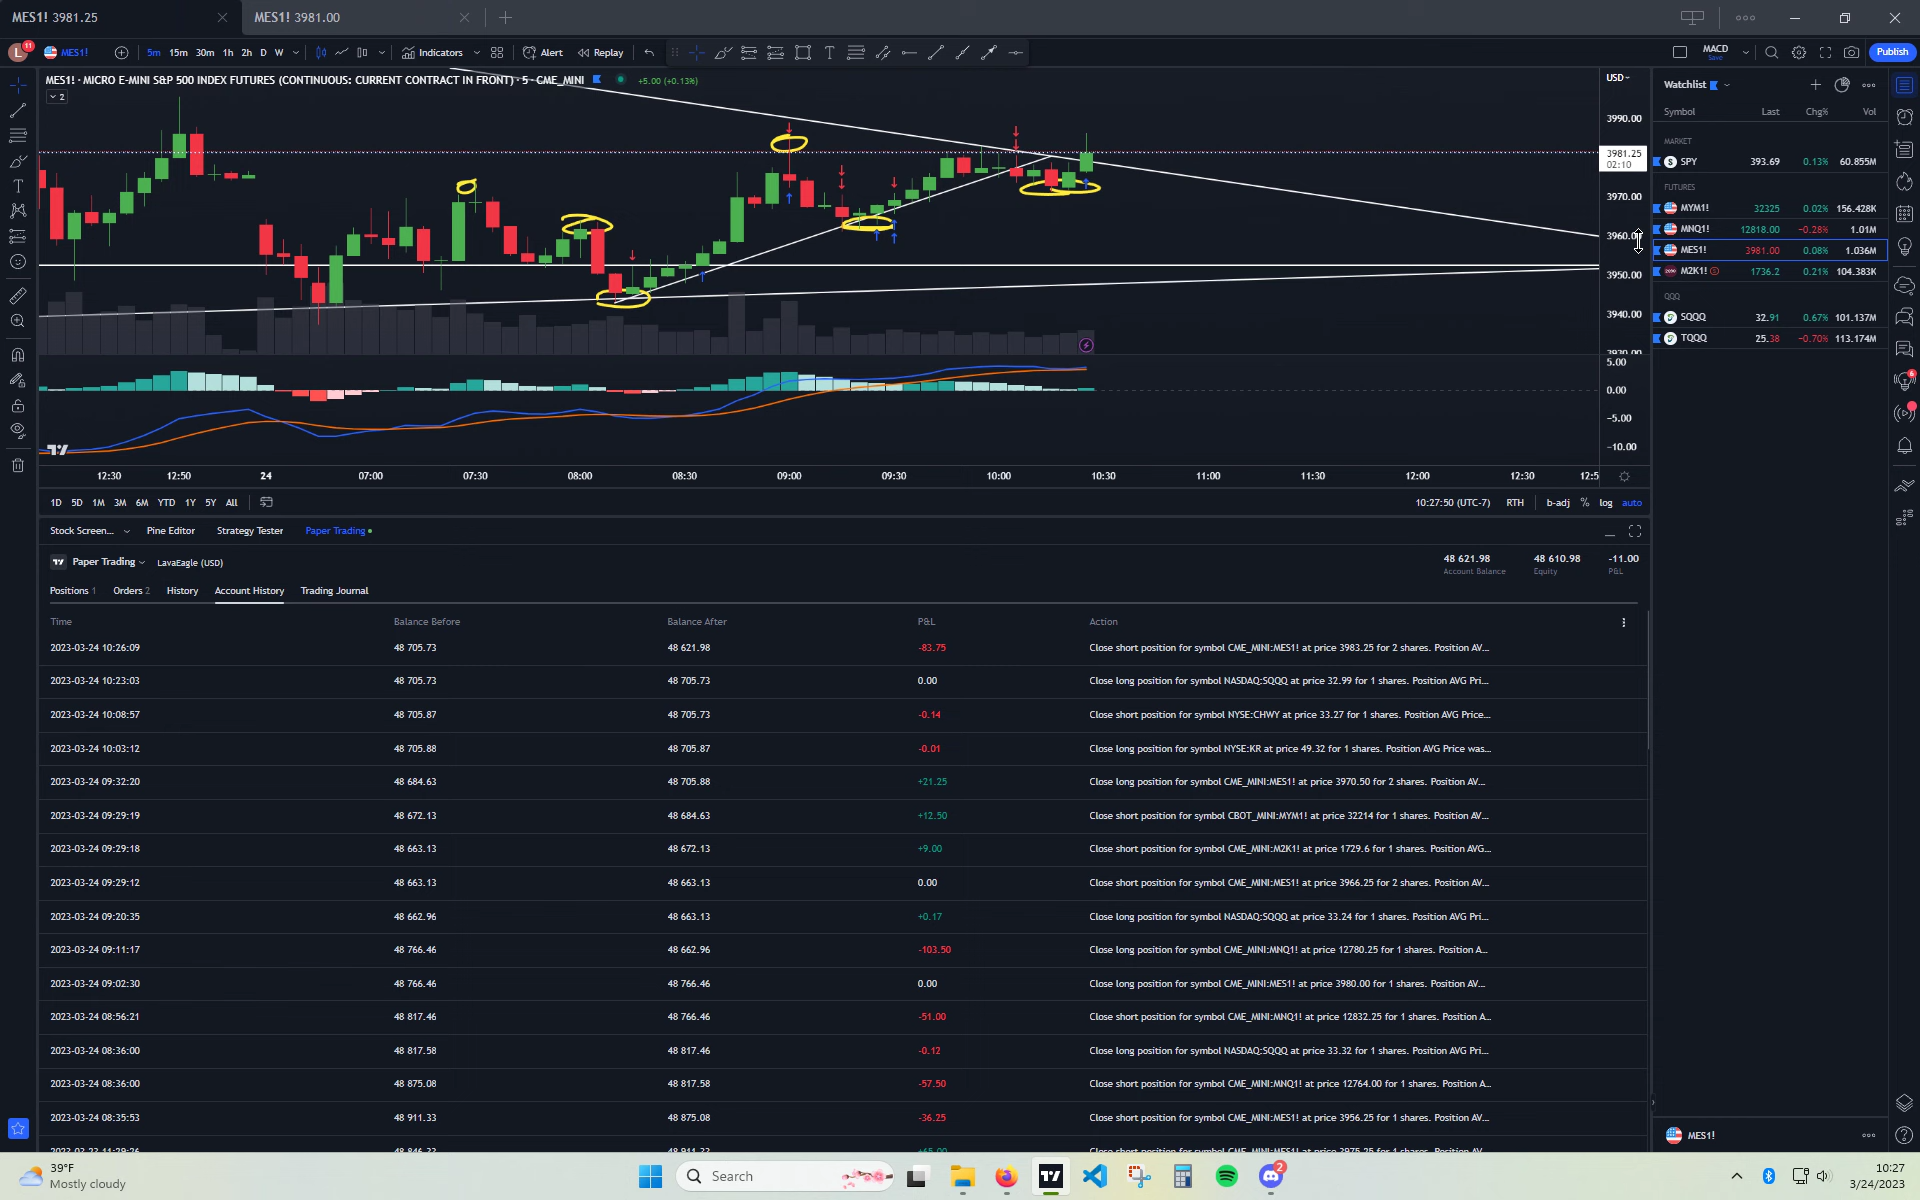 MES1! 3981.25
MES1! 3981.00
L 11 MES1! 5m 15m 30m 1h 2h D W Indicators Alert Replay MACD Save Publish
MES1! · MICRO E-MINI S&P 500 INDEX FUTURES (CONTINUOUS: CURRENT CONTRACT IN FRONT) · 5 · CME_MINI +5.00 (+0.13%)
2
USD
3990.00
3981.25
02:10
3970.00
3960.00
3950.00
3940.00
3930.00
5.00
0.00
-5.00
-10.00
12:30 12:50 24 07:00 07:30 08:00 08:30 09:00 09:30 10:00 10:30 11:00 11:30 12:00 12:30 12:5
1D 5D 1M 3M 6M YTD 1Y 5Y All 10:27:50 (UTC-7) RTH b-adj % log auto
Watchlist
Symbol Last Chg% Vol
MARKET
SPY 393.69 0.13% 60.855M
FUTURES
MYM1! 32325 0.02% 156.428K
MNQ1! 12818.00 −0.28% 1.01M
MES1! 3981.00 0.08% 1.036M
M2K1! 1736.2 0.21% 104.383K
QQQ
SQQQ 32.91 0.67% 101.137M
TQQQ 25.38 −0.70% 113.174M
Stock Screen... Pine Editor Strategy Tester Paper Trading
Paper Trading LavaEagle (USD)
48 621.98 48 610.98 -11.00
Account Balance Equity P&L
Positions 1 Orders 2 History Account History Trading Journal
Time Balance Before Balance After P&L Action
2023-03-24 10:26:09 48 705.73 48 621.98 -83.75 Close short position for symbol CME_MINI:MES1! at price 3983.25 for 2 shares. Position AV...
2023-03-24 10:23:03 48 705.73 48 705.73 0.00 Close long position for symbol NASDAQ:SQQQ at price 32.99 for 1 shares. Position AVG Pri...
2023-03-24 10:08:57 48 705.87 48 705.73 -0.14 Close short position for symbol NYSE:CHWY at price 33.27 for 1 shares. Position AVG Price...
2023-03-24 10:03:12 48 705.88 48 705.87 -0.01 Close long position for symbol NYSE:KR at price 49.32 for 1 shares. Position AVG Price was...
2023-03-24 09:32:20 48 684.63 48 705.88 +21.25 Close long position for symbol CME_MINI:MES1! at price 3970.50 for 2 shares. Position AV...
2023-03-24 09:29:19 48 672.13 48 684.63 +12.50 Close short position for symbol CBOT_MINI:MYM1! at price 32214 for 1 shares. Position AV...
2023-03-24 09:29:18 48 663.13 48 672.13 +9.00 Close short position for symbol CME_MINI:M2K1! at price 1729.6 for 1 shares. Position AVG...
2023-03-24 09:29:12 48 663.13 48 663.13 0.00 Close short position for symbol CME_MINI:MES1! at price 3966.25 for 2 shares. Position AV...
2023-03-24 09:20:35 48 662.96 48 663.13 +0.17 Close long position for symbol NASDAQ:SQQQ at price 33.24 for 1 shares. Position AVG Pri...
2023-03-24 09:11:17 48 766.46 48 662.96 -103.50 Close long position for symbol CME_MINI:MNQ1! at price 12780.25 for 1 shares. Position A...
2023-03-24 09:02:30 48 766.46 48 766.46 0.00 Close long position for symbol CME_MINI:MES1! at price 3980.00 for 1 shares. Position AV...
2023-03-24 08:56:21 48 817.46 48 766.46 -51.00 Close short position for symbol CME_MINI:MNQ1! at price 12832.25 for 1 shares. Position A...
2023-03-24 08:36:00 48 817.58 48 817.46 -0.12 Close long position for symbol NASDAQ:SQQQ at price 33.32 for 1 shares. Position AVG Pri...
2023-03-24 08:36:00 48 875.08 48 817.58 -57.50 Close short position for symbol CME_MINI:MNQ1! at price 12764.00 for 1 shares. Position A...
2023-03-24 08:35:53 48 911.33 48 875.08 -36.25 Close short position for symbol CME_MINI:MES1! at price 3956.25 for 1 shares. Position AV...
MES1!
39°F
Mostly cloudy
Search
2
10:27
3/24/2023